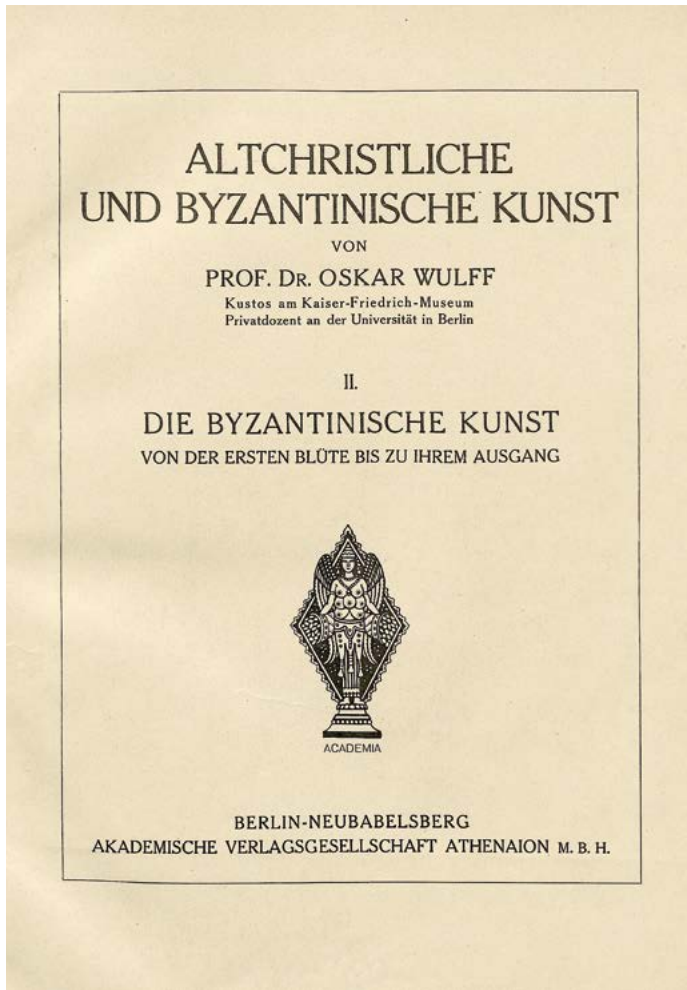 ALTCHRISTLICHE
UND BYZANTINISCHE KUNST
VON
PROF. DR. OSKAR WULFF
Kustos am Kaiser-Friedrich-Museum
Privatdozent an der Universität in Berlin
II.
DIE BYZANTINISCHE KUNST
VON DER ERSTEN BLÜTE BIS ZU IHREM AUSGANG
ACADEMIA
BERLIN-NEUBABELSBERG
AKADEMISCHE VERLAGSGESELLSCHAFT ATHENAION M. B. H.